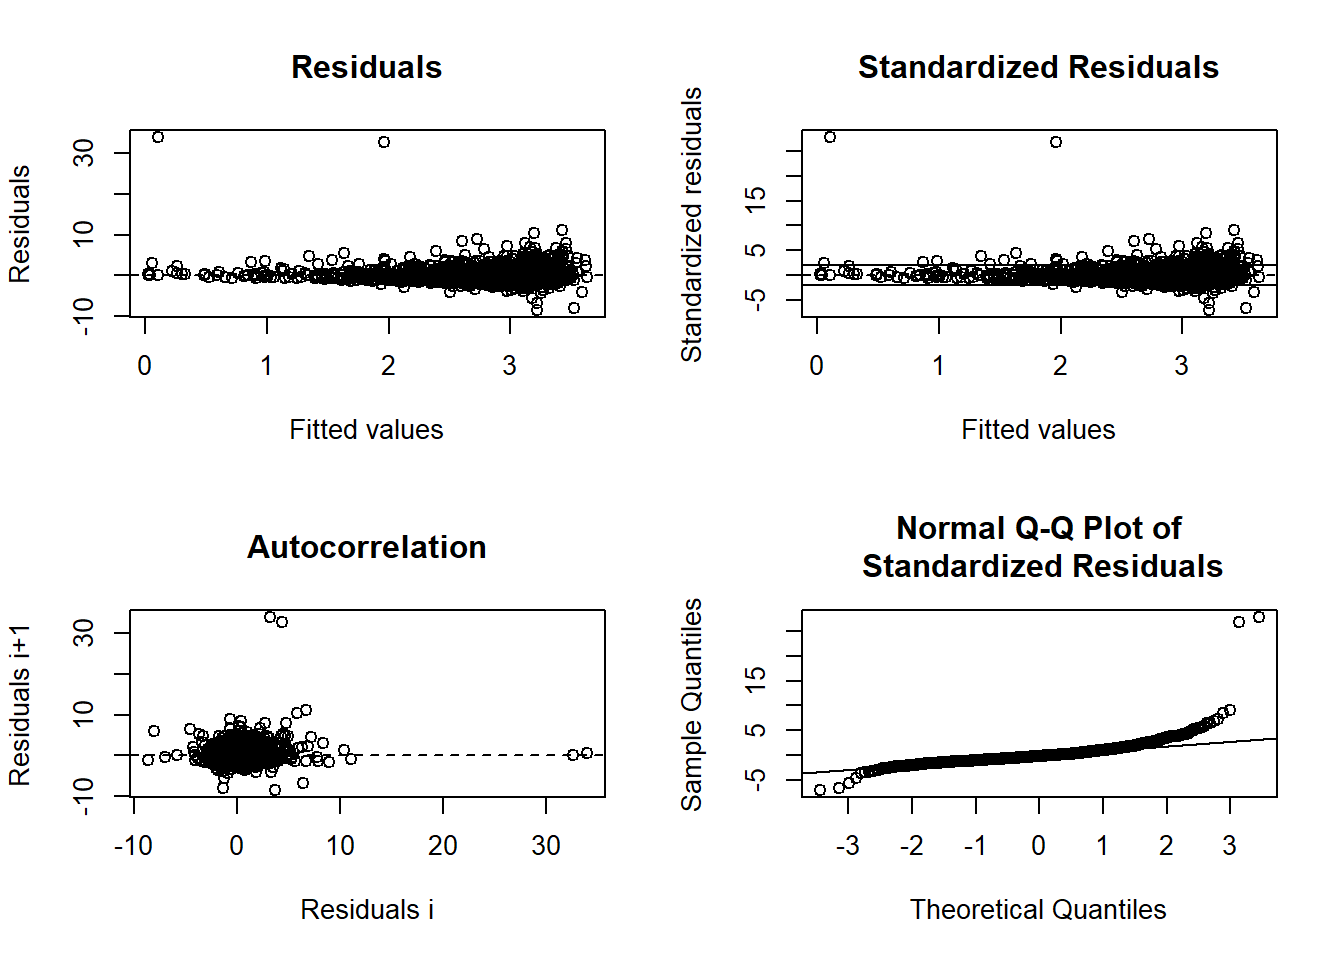 Residuals
Residuals
-10 10 30
0 1 2 3
Fitted values
Standardized Residuals
Standardized residuals
-5 5 15
0 1 2 3
Fitted values
Autocorrelation
Residuals i+1
-10 10 30
-10 0 10 20 30
Residuals i
Normal Q-Q Plot of
Standardized Residuals
Sample Quantiles
-5 5 15
-3 -2 -1 0 1 2 3
Theoretical Quantiles